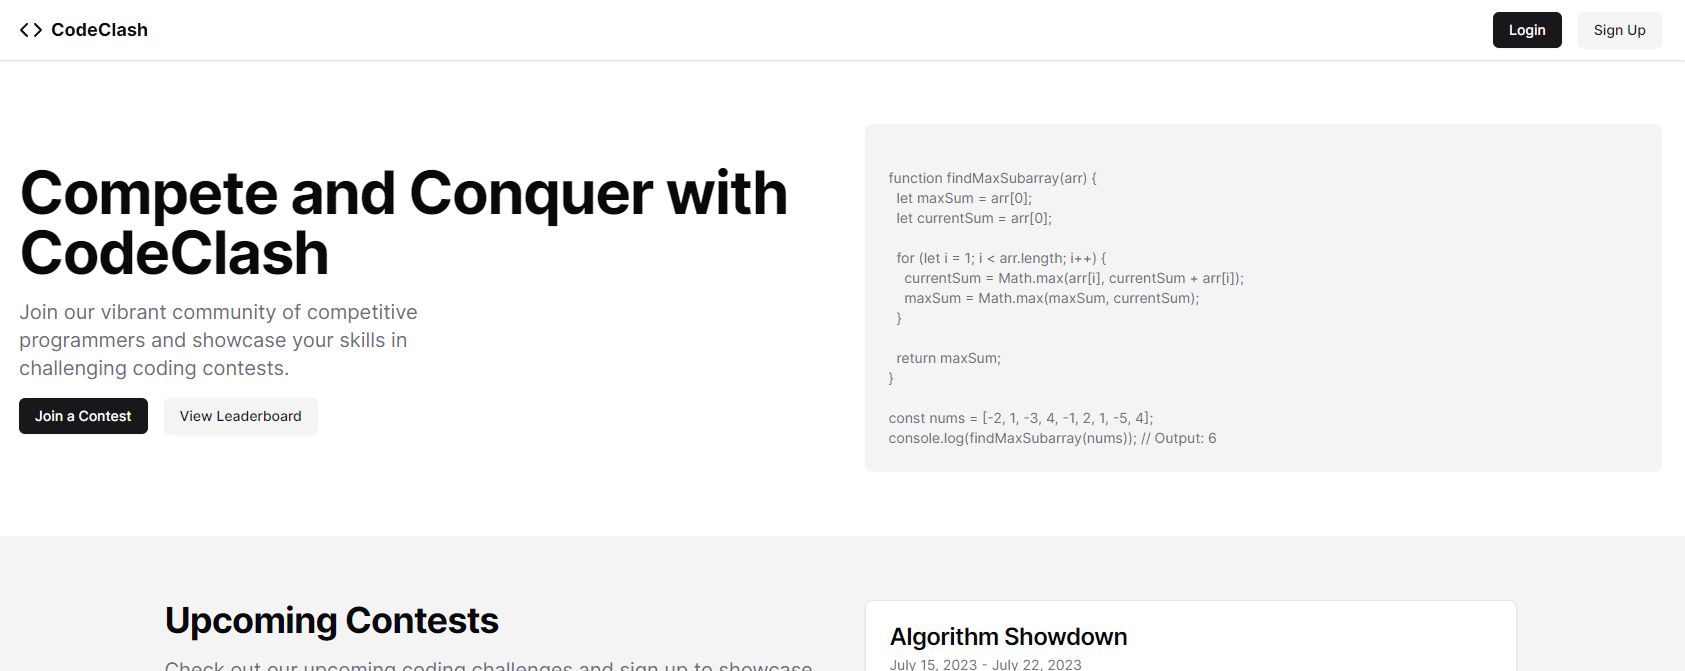 CodeClash
Login
Sign Up
Compete and Conquer with
CodeClash
Join our vibrant community of competitive
programmers and showcase your skills in
challenging coding contests.
Join a Contest
View Leaderboard
function findMaxSubarray(arr) {
let maxSum = arr[0];
let currentSum = arr[0];
for (let i = 1; i < arr.length; i++) {
currentSum = Math.max(arr[i], currentSum + arr[i]);
maxSum = Math.max(maxSum, currentSum);
}
return maxSum;
}
const nums = [-2, 1, -3, 4, -1, 2, 1, -5, 4];
console.log(findMaxSubarray(nums)); // Output: 6
Upcoming Contests
Check out our upcoming coding challenges and sign up to showcase
Algorithm Showdown
July 15, 2023 - July 22, 2023